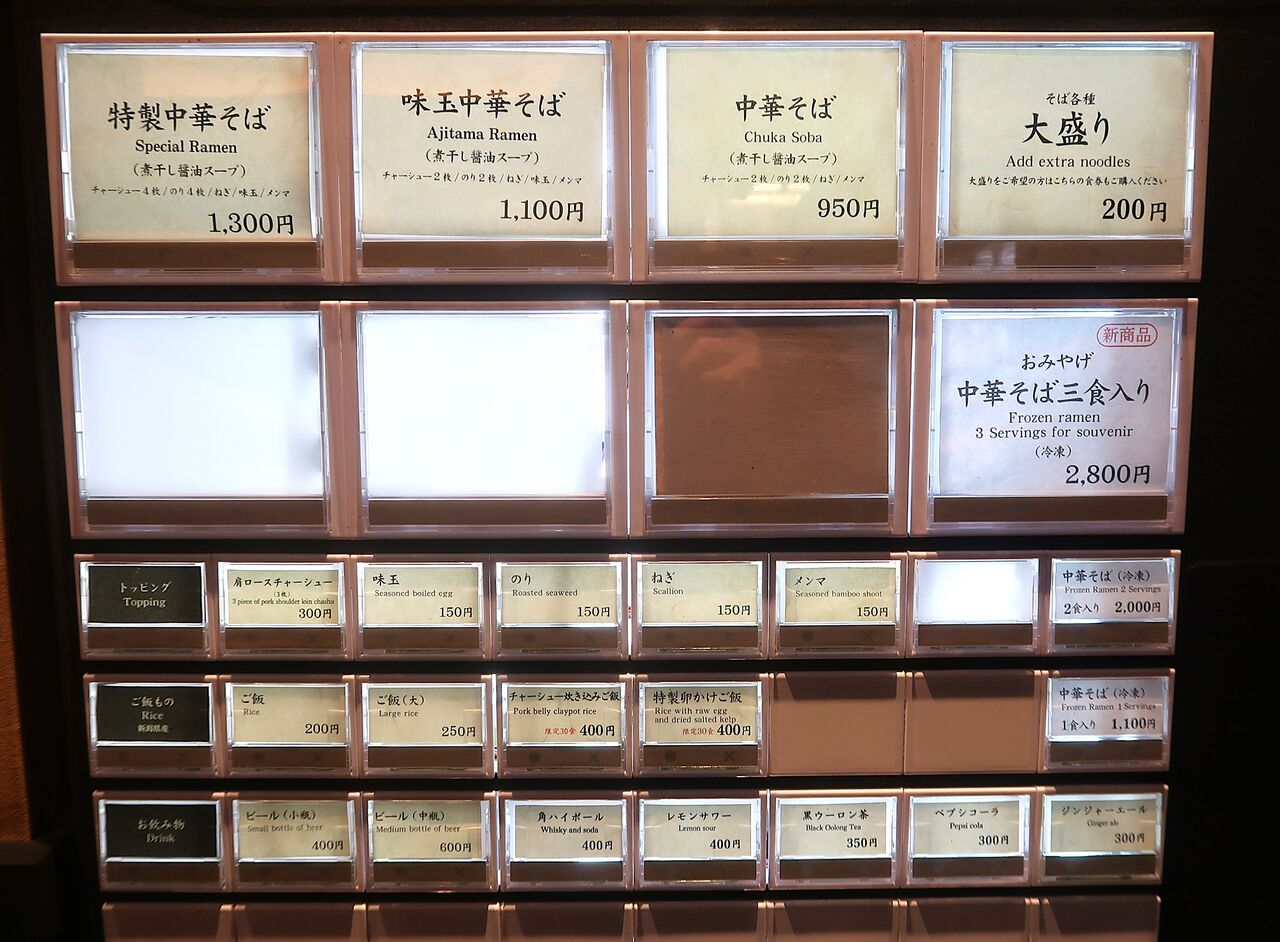 特製中華そば
Special Ramen
(煮干し醤油スープ)
チャーシュー4枚/のり4枚/ねぎ/味玉/メンマ
1,300円
味玉中華そば
Ajitama Ramen
(煮干し醤油スープ)
チャーシュー2枚/のり2枚/ねぎ/味玉/メンマ
1,100円
中華そば
Chuka Soba
(煮干し醤油スープ)
チャーシュー2枚/のり2枚/ねぎ/メンマ
950円
そば各種
大盛り
Add extra noodles
大盛りをご希望の方はこちらの食券もご購入ください
200円
新商品
おみやげ
中華そば三食入り
Frozen ramen
3 Servings for souvenir
(冷凍)
2,800円
トッピング
Topping
肩ロースチャーシュー
(3枚)
3 piece of pork shoulder loin chashu
300円
味玉
Seasoned boiled egg
150円
のり
Roasted seaweed
150円
ねぎ
Scallion
150円
メンマ
Seasoned bamboo shoot
150円
中華そば(冷凍)
Frozen Ramen 2 Servings
2食入り 2,000円
ご飯もの
Rice
新潟県産
ご飯
Rice
200円
ご飯(大)
Large rice
250円
チャーシュー炊き込みご飯
Pork belly claypot rice
限定30食 400円
特製卵かけご飯
Rice with raw egg
and dried salted kelp
限定30食 400円
中華そば(冷凍)
Frozen Ramen 1 Servings
1食入り 1,100円
お飲み物
Drink
ビール(小瓶)
Small bottle of beer
400円
ビール(中瓶)
Medium bottle of beer
600円
角ハイボール
Whisky and soda
400円
レモンサワー
Lemon sour
400円
黒ウーロン茶
Black Oolong Tea
350円
ペプシコーラ
Pepsi cola
300円
ジンジャーエール
Ginger ale
300円